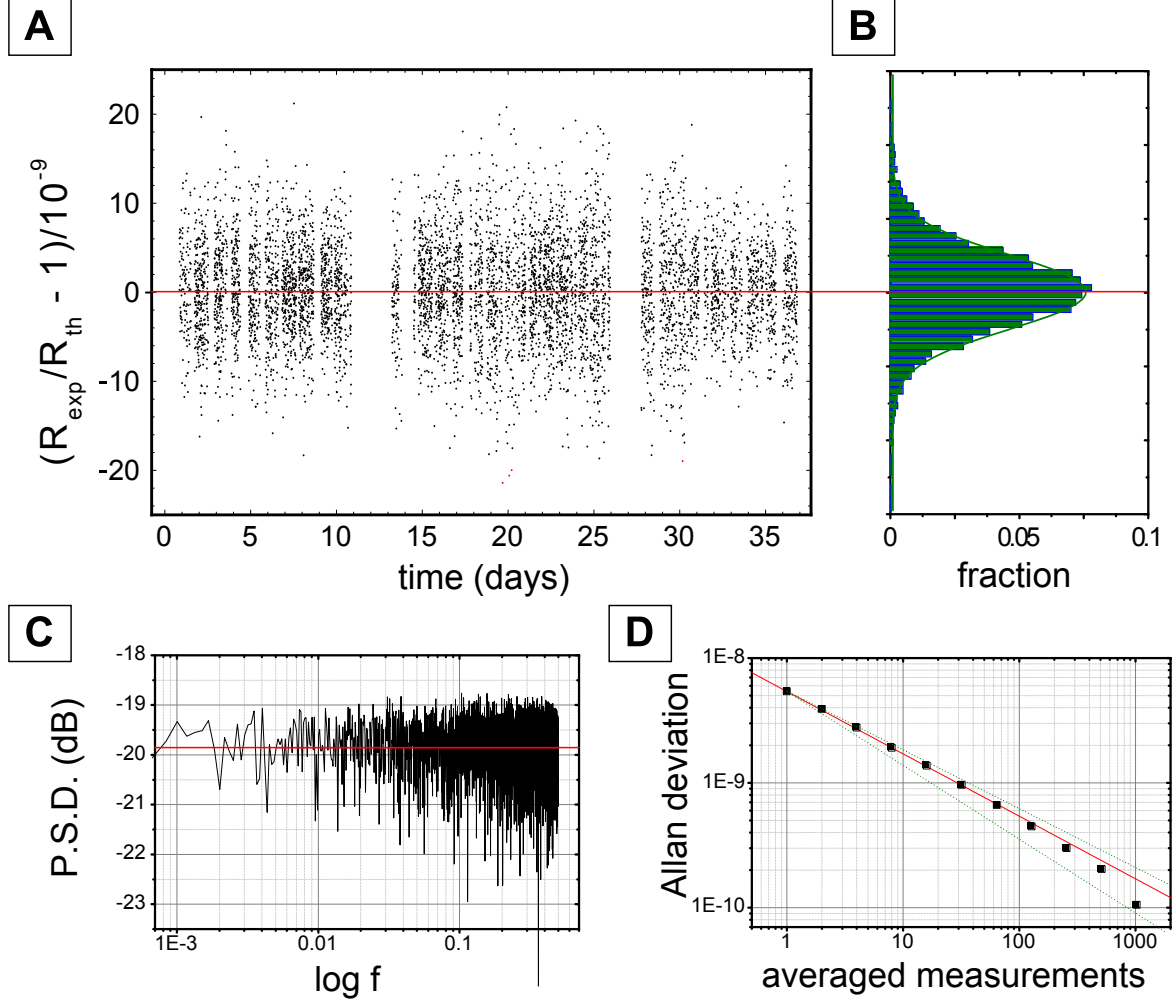 A
B
20
10
0
-10
-20
(R_exp/R_th - 1)/10^-9
0 5 10 15 20 25 30 35
time (days)
0 0.05 0.1
fraction
C
D
-18
-19
-20
-21
-22
-23
P.S.D. (dB)
1E-3 0.01 0.1
log f
1E-8
1E-9
1E-10
Allan deviation
1 10 100 1000
averaged measurements